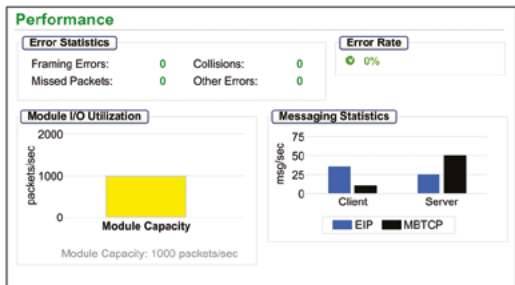 Performance
Error Statistics
Framing Errors: 0 Collisions: 0
Missed Packets: 0 Other Errors: 0
Error Rate
0%
Module I/O Utilization
packets/sec
2000
1000
0
Module Capacity
Module Capacity: 1000 packets/sec
Messaging Statistics
msg/sec
75
50
25
0
Client Server
EIP MBTCP